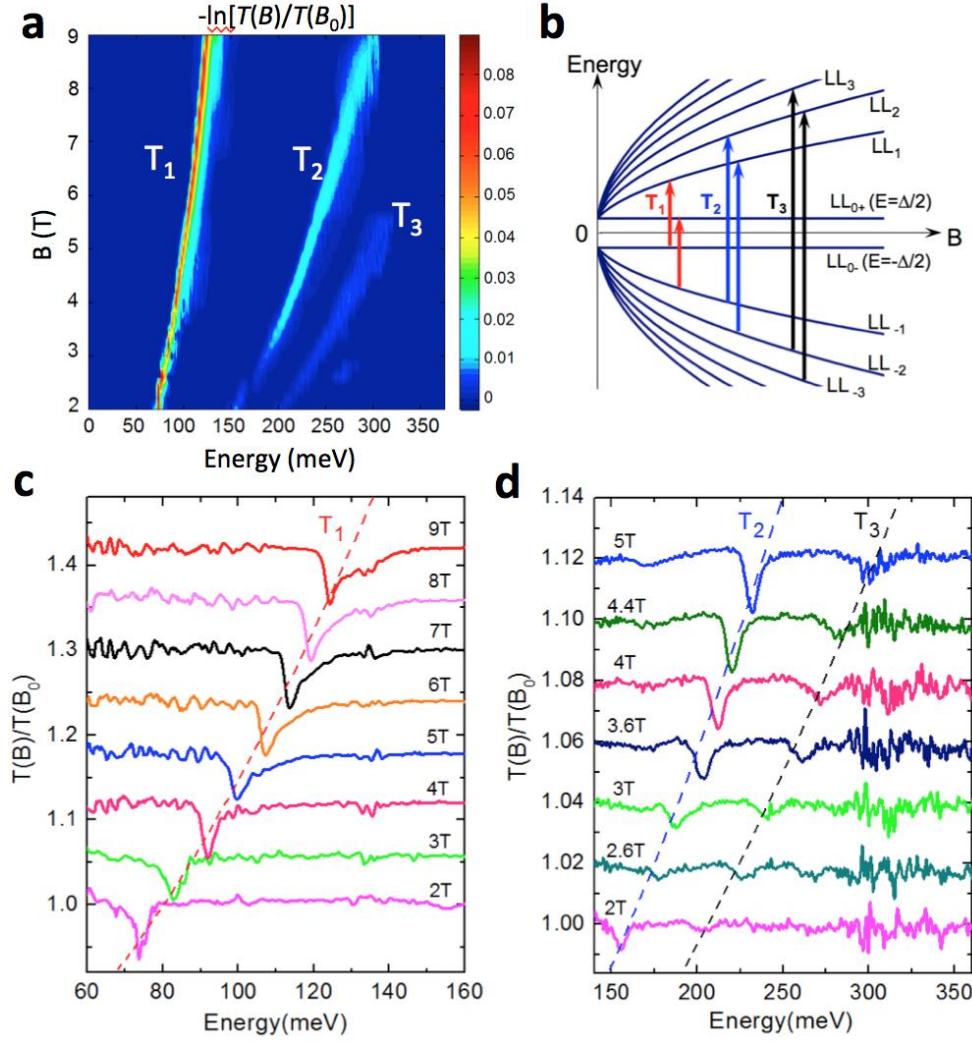 a
-ln[T(B)/T(B₀)]
9
8
7
6
5
4
3
2
B (T)
T₁
T₂
T₃
0 50 100 150 200 250 300 350
Energy (meV)
0.08
0.07
0.06
0.05
0.04
0.03
0.02
0.01
0
b
Energy
LL₃
LL₂
LL₁
T₁
T₂
T₃
LL₀₊ (E=Δ/2)
0
B
LL₀₋ (E=-Δ/2)
LL₋₁
LL₋₂
LL₋₃
c
T₁
9T
8T
7T
6T
5T
4T
3T
2T
1.4
1.3
1.2
1.1
1.0
T(B)/T(B₀)
60 80 100 120 140 160
Energy(meV)
d
T₂
T₃
5T
4.4T
4T
3.6T
3T
2.6T
2T
1.14
1.12
1.10
1.08
1.06
1.04
1.02
1.00
T(B)/T(B₀)
150 200 250 300 350
Energy(meV)